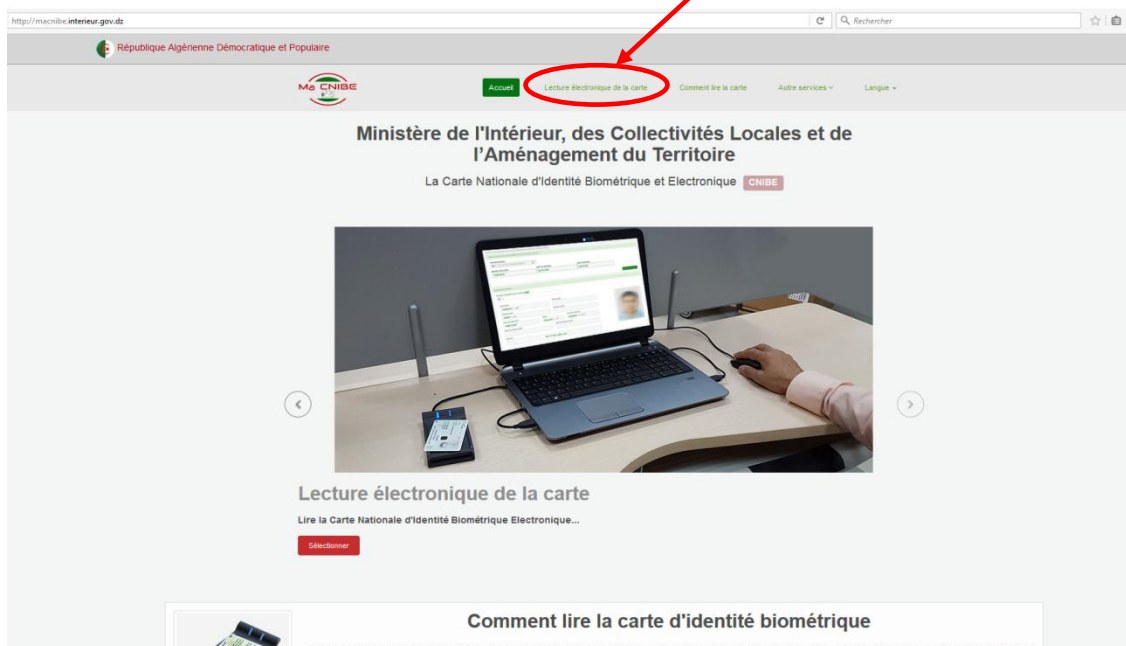 http://macnibe.interieur.gov.dz
Rechercher
République Algérienne Démocratique et Populaire
Ma CNIBE
Accueil
Lecture électronique de la carte
Comment lire la carte
Autre services
Langue
Ministère de l'Intérieur, des Collectivités Locales et de
l'Aménagement du Territoire
La Carte Nationale d'Identité Biométrique et Electronique CNIBE
Lecture électronique de la carte
Lire la Carte Nationale d'Identité Biométrique Electronique...
Sélectionner
Comment lire la carte d'identité biométrique